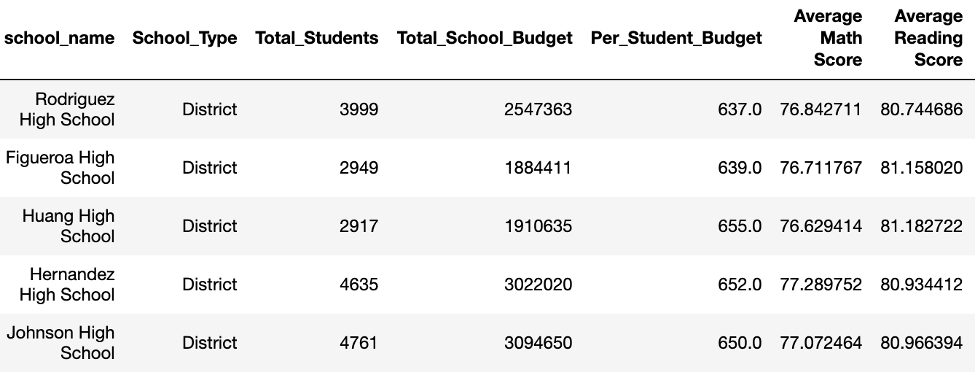 school_name School_Type Total_Students Total_School_Budget Per_Student_Budget Average Math Score Average Reading Score
Rodriguez High School District 3999 2547363 637.0 76.842711 80.744686
Figueroa High School District 2949 1884411 639.0 76.711767 81.158020
Huang High School District 2917 1910635 655.0 76.629414 81.182722
Hernandez High School District 4635 3022020 652.0 77.289752 80.934412
Johnson High School District 4761 3094650 650.0 77.072464 80.966394